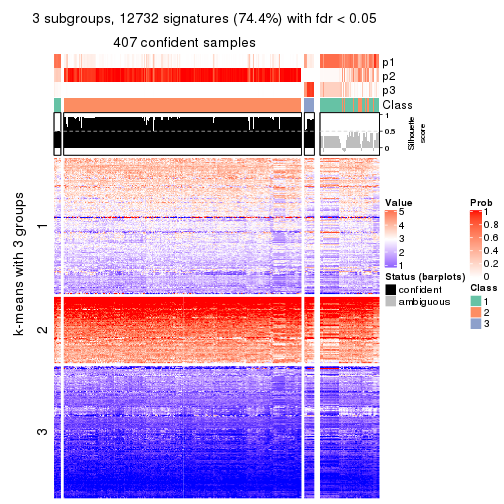 3 subgroups, 12732 signatures (74.4%) with fdr < 0.05
407 confident samples
p1
p2
p3
Class
1
0.5
0
Silhouette
score
k-means with 3 groups
1
2
3
Value
5
4
3
2
1
Status (barplots)
confident
ambiguous
Prob
1
0.8
0.6
0.4
0.2
0
Class
1
2
3